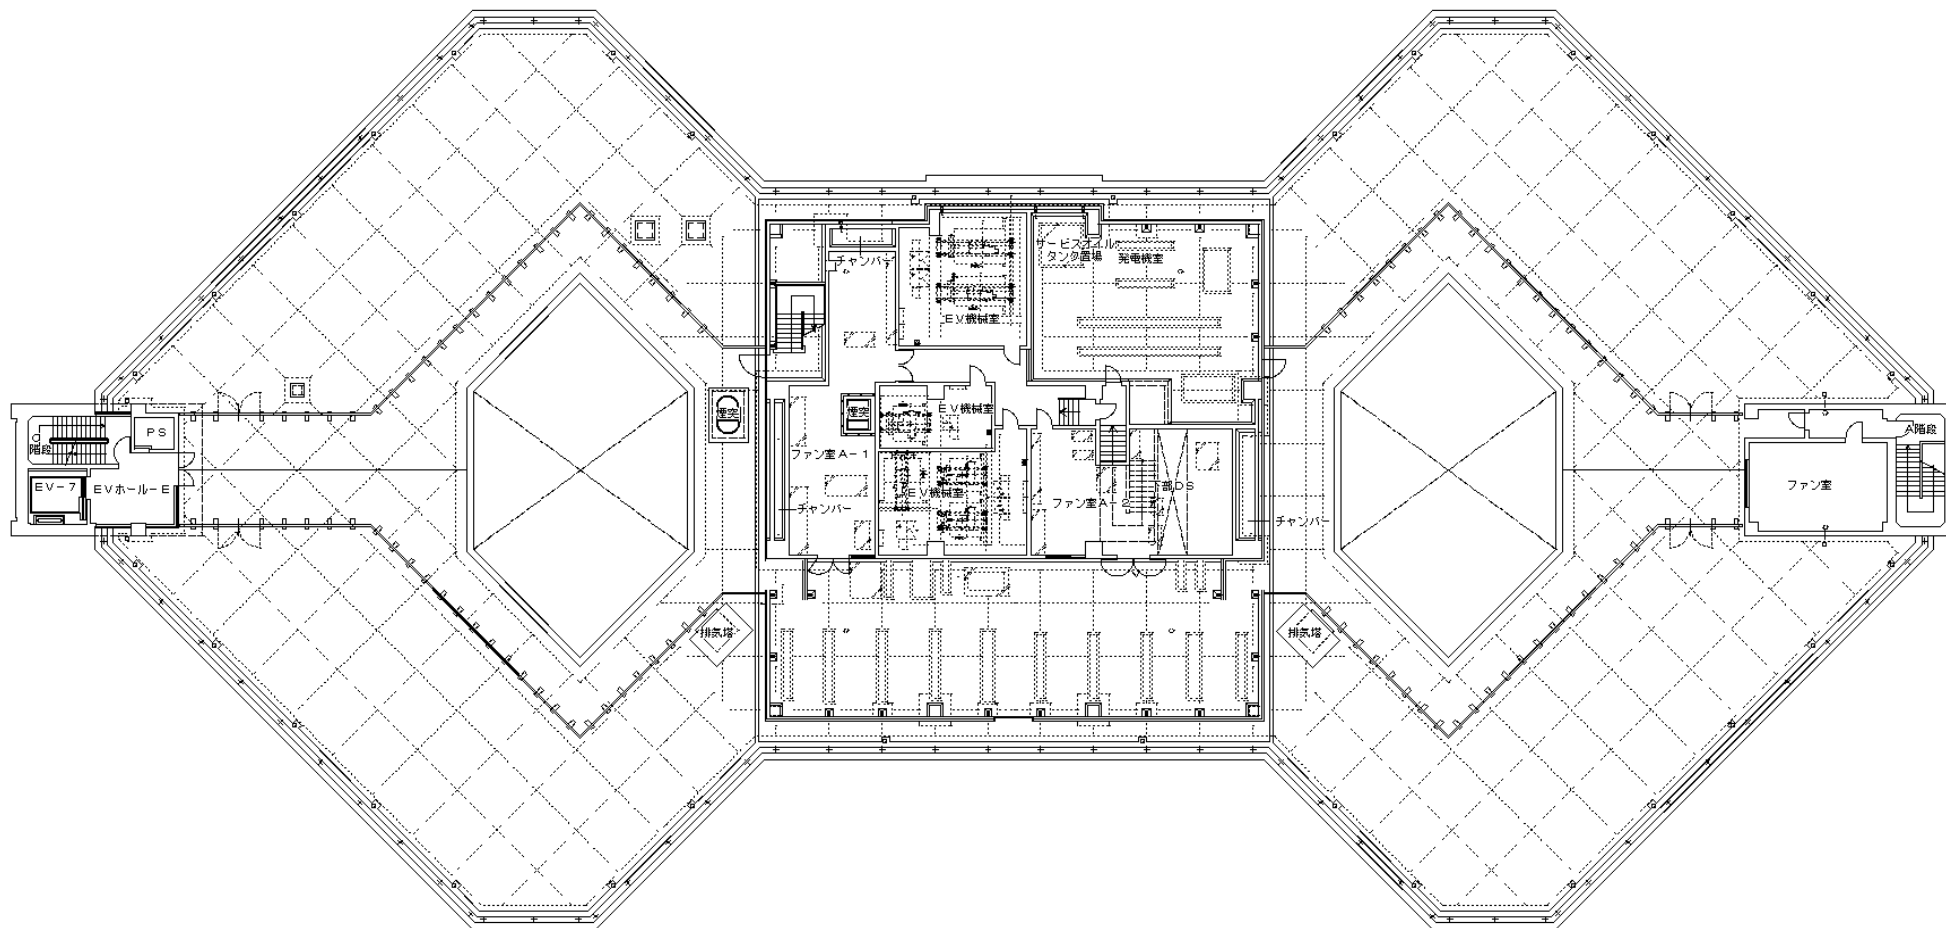 サービスオイル
タンク置場
発電機室
チャンバー
EV機械室
煙突
煙突
EV機械室
PS
階段
A階段
ファン室A-1
EV-7
EVホール-E
EV機械室
ファン室A-2
部DS
ファン室
チャンバー
チャンバー
排気塔
排気塔